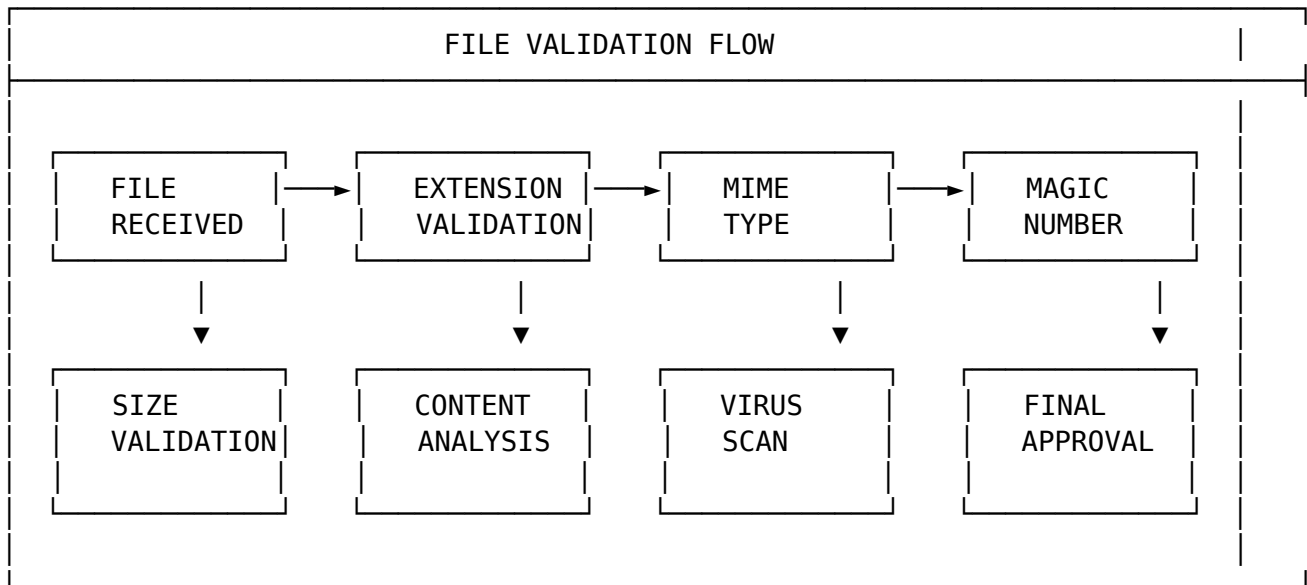 FILE VALIDATION FLOW
FILE
RECEIVED
EXTENSION
VALIDATION
MIME
TYPE
MAGIC
NUMBER
SIZE
VALIDATION
CONTENT
ANALYSIS
VIRUS
SCAN
FINAL
APPROVAL